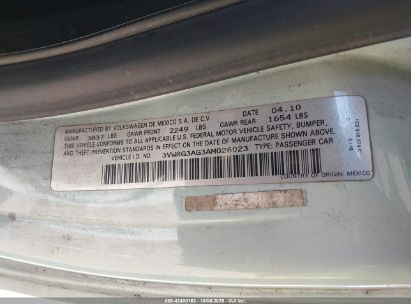 MANUFACTURED BY VOLKSWAGEN DE MEXICO S.A. DE C.V. DATE 04.10
GVWR 3837 LBS GAWR FRONT 2249 LBS GAWR REAR 1654 LBS
THIS VEHICLE CONFORMS TO ALL APPLICABLE U.S. FEDERAL MOTOR VEHICLE SAFETY, BUMPER,
AND THEFT PREVENTION STANDARDS IN EFFECT ON THE DATE OF MANUFACTURE SHOWN ABOVE.
VEHICLE I.D. NO.: 3VWRG3AG3AM026023 TYPE: PASSENGER CAR
COUNTRY OF ORIGIN: MEXICO